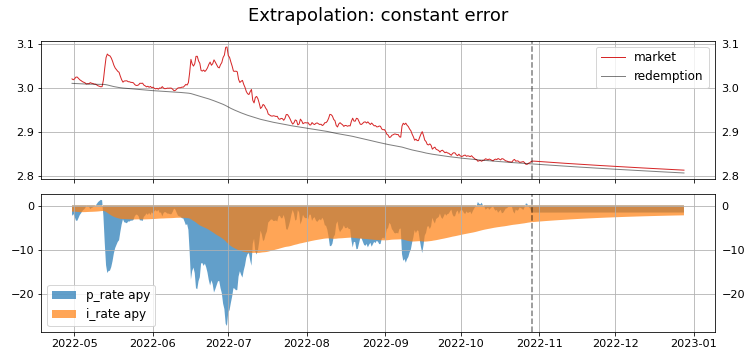 Extrapolation: constant error
3.1
3.0
2.9
2.8
3.1
3.0
2.9
2.8
market
redemption
0
−10
−20
0
−10
−20
p_rate apy
i_rate apy
2022-05 2022-06 2022-07 2022-08 2022-09 2022-10 2022-11 2022-12 2023-01